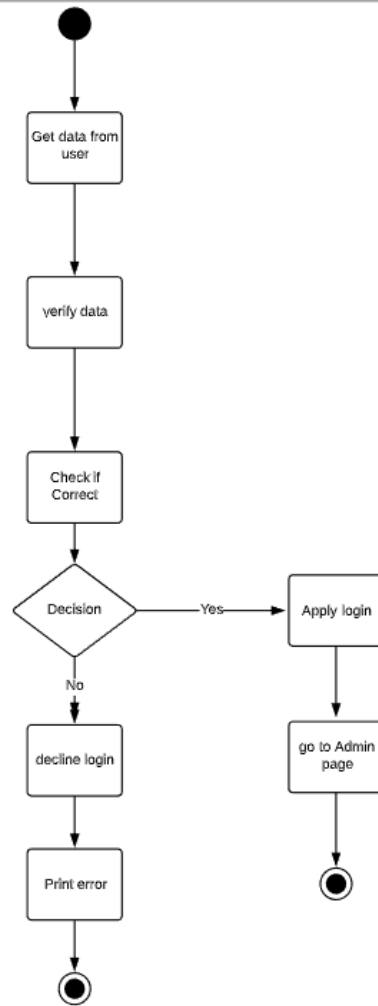 Get data from
user
verify data
Check if
Correct
Decision
Yes
Apply login
No
go to Admin
page
decline login
Print error